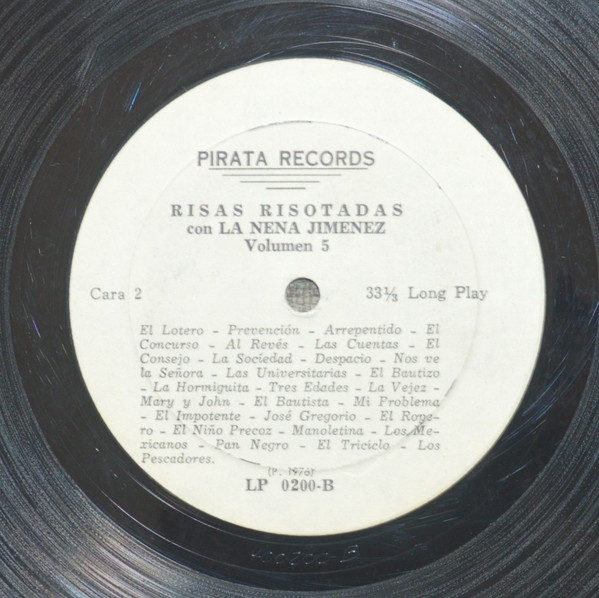 PIRATA RECORDS
RISAS RISOTADAS
con LA NENA JIMENEZ
Volumen 5
Cara 2
33⅓ Long Play
El Lotero - Prevención - Arrepentido - El
Concurso - Al Revés - Las Cuentas - El
Consejo - La Sociedad - Despacio - Nos ve
la Señora - Las Universitarias - El Bautizo
- La Hormiguita - Tres Edades - La Vejez -
Mary y John - El Bautista - Mi Problema
- El Impotente - José Gregorio - El Rope-
ro - El Niño Precoz - Manoletina - Los Me-
xicanos - Pan Negro - El Triciclo - Los
Pescadores.
(P. 1976)
LP 0200-B